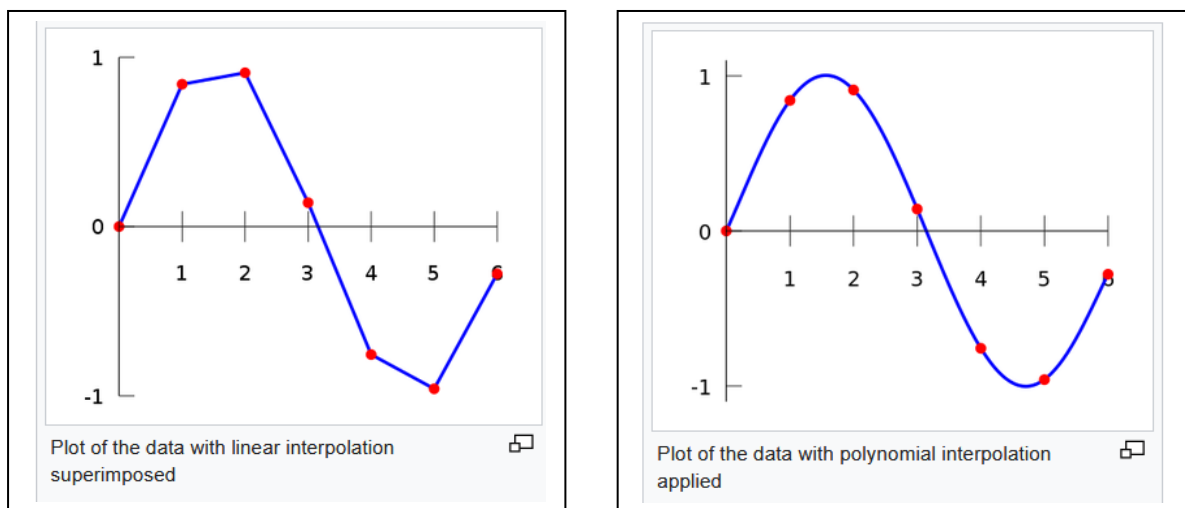 1
0
1 2 3 4 5 6
-1
Plot of the data with linear interpolation
superimposed
1
0
1 2 3 4 5 6
-1
Plot of the data with polynomial interpolation
applied